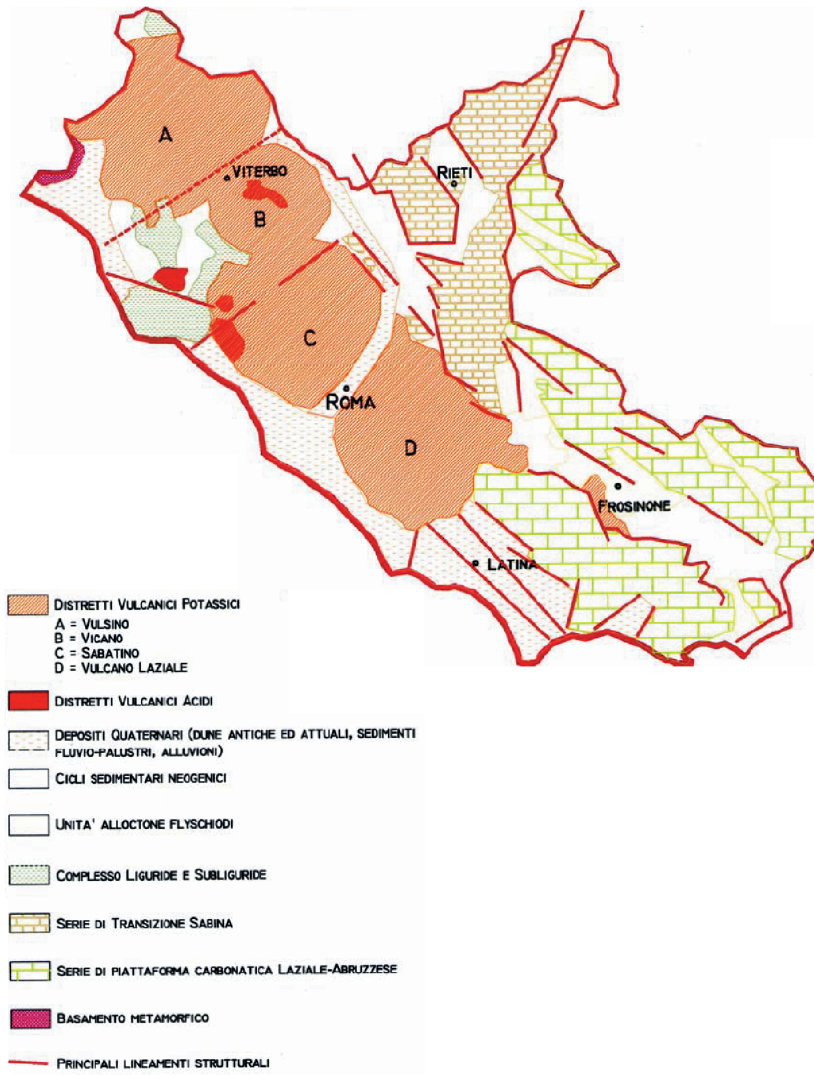 A
Viterbo
Rieti
B
C
Roma
D
Frosinone
Latina
Distretti Vulcanici Potassici
A = Vulsino
B = Vicano
C = Sabatino
D = Vulcano Laziale
Distretti Vulcanici Acidi
Depositi Quaternari (dune antiche ed attuali, sedimenti
fluvio-palustri, alluvioni)
Cicli sedimentari neogenici
Unita' alloctone flyschiodi
Complesso Liguride e Subliguride
Serie di Transizione Sabina
Serie di piattaforma carbonatica Laziale-Abruzzese
Basamento metamorfico
Principali lineamenti strutturali